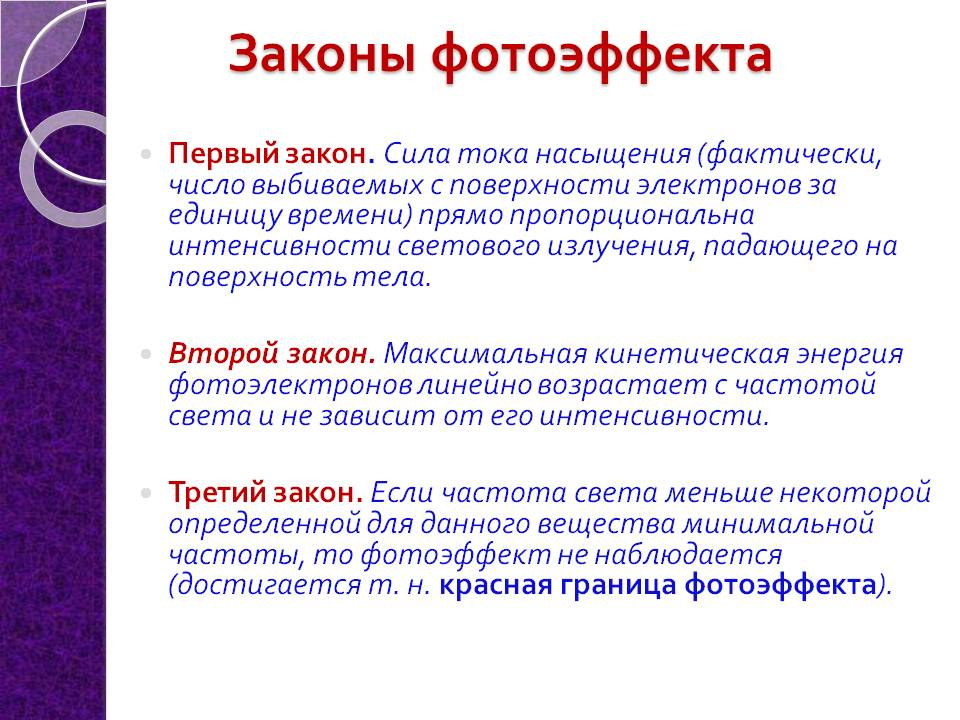 Законы фотоэффекта
• Первый закон. Сила тока насыщения (фактически,
число выбиваемых с поверхности электронов за
единицу времени) прямо пропорциональна
интенсивности светового излучения, падающего на
поверхность тела.
• Второй закон. Максимальная кинетическая энергия
фотоэлектронов линейно возрастает с частотой
света и не зависит от его интенсивности.
• Третий закон. Если частота света меньше некоторой
определенной для данного вещества минимальной
частоты, то фотоэффект не наблюдается
(достигается т. н. красная граница фотоэффекта).